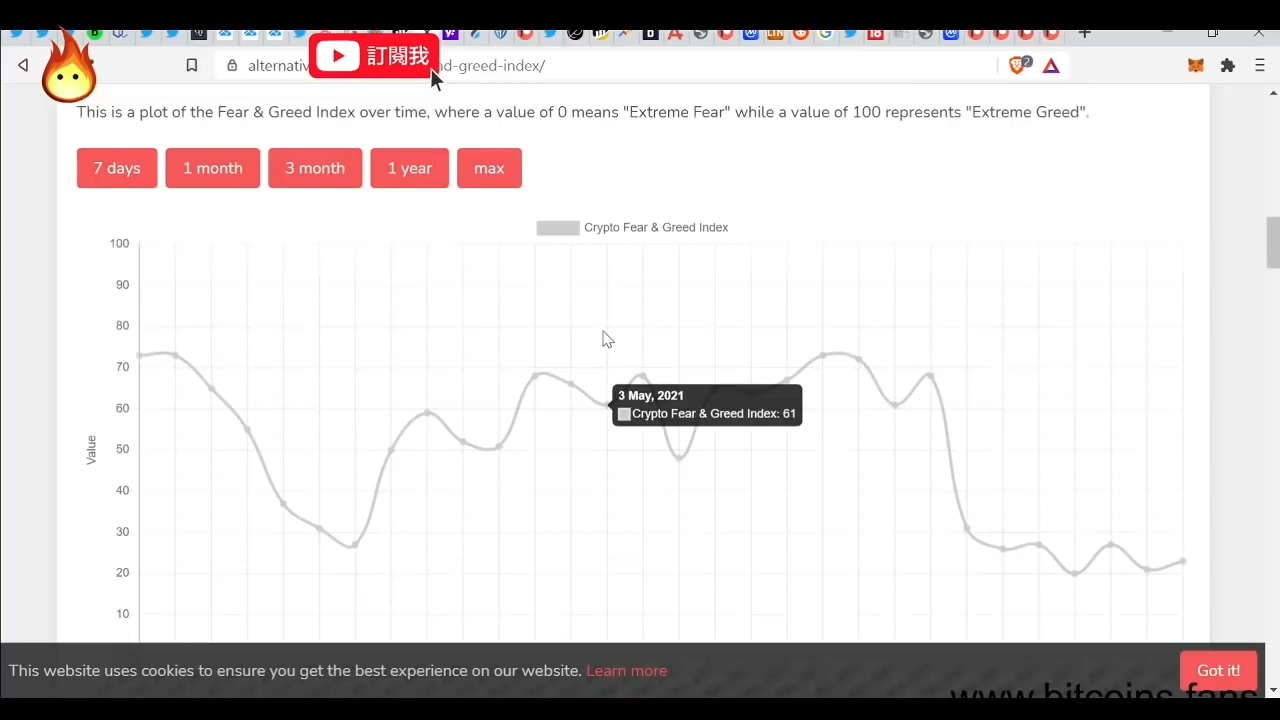 訂閱我
alternativ
nd-greed-index/
2
This is a plot of the Fear & Greed Index over time, where a value of 0 means "Extreme Fear" while a value of 100 represents "Extreme Greed".
7 days 1 month 3 month 1 year max
Crypto Fear & Greed Index
100
90
80
70
60
50
40
30
20
10
Value
3 May, 2021
Crypto Fear & Greed Index: 61
This website uses cookies to ensure you get the best experience on our website. Learn more
Got it!
www.bitcoins.fans